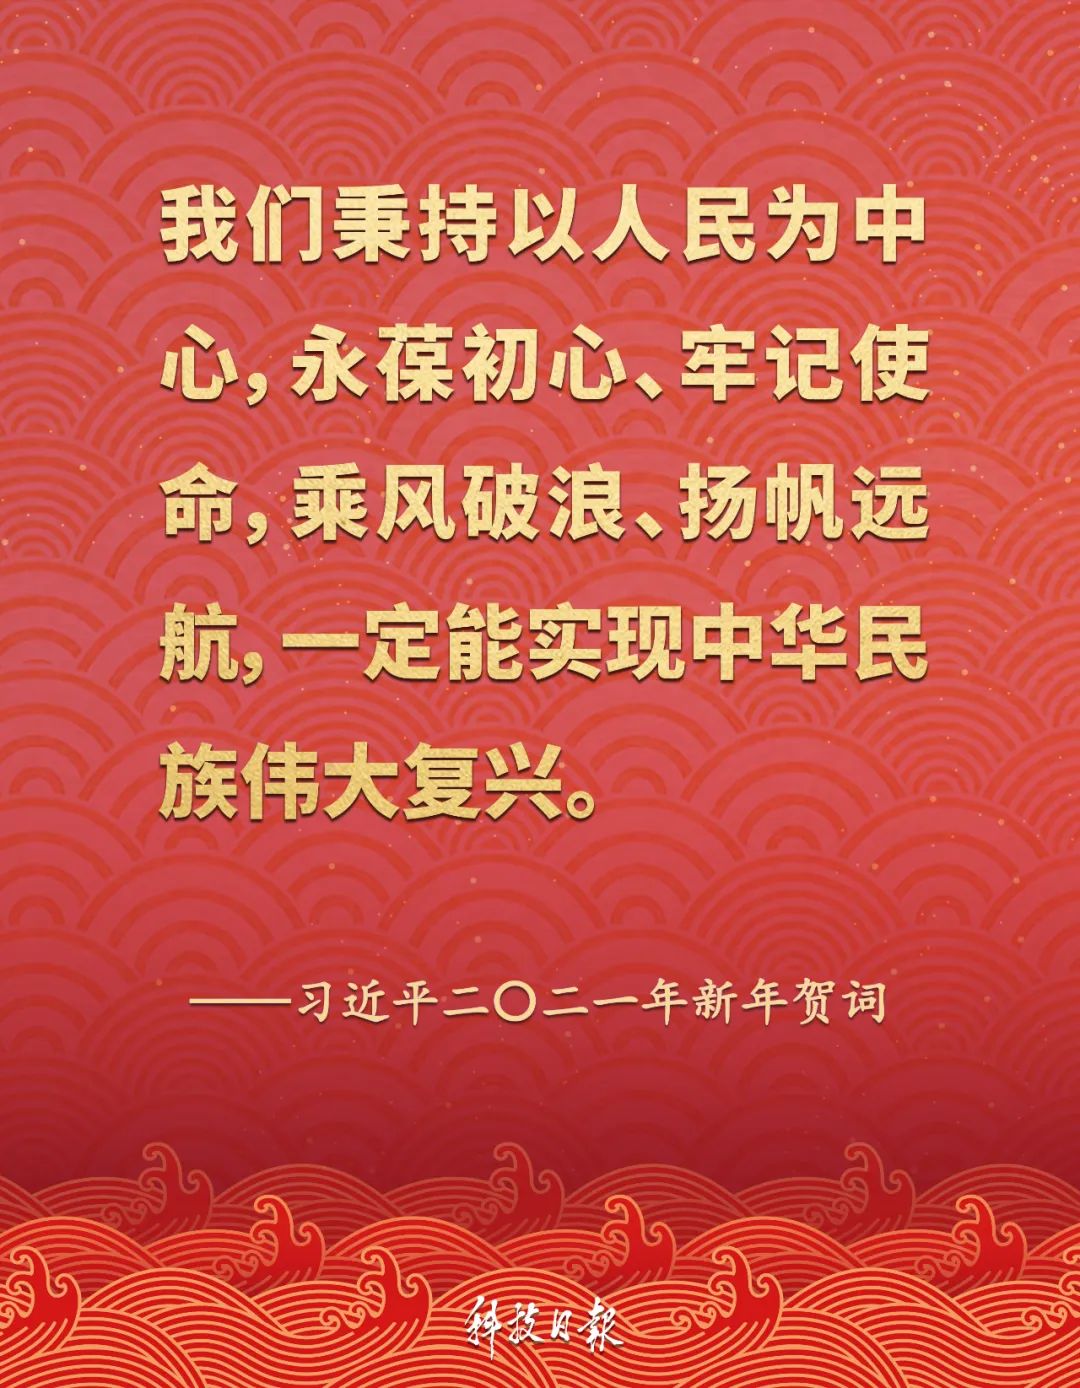 我们秉持以人民为中
心，永葆初心、牢记使
命，乘风破浪、扬帆远
航，一定能实现中华民
族伟大复兴。
——习近平二〇二一年新年贺词
科技日報